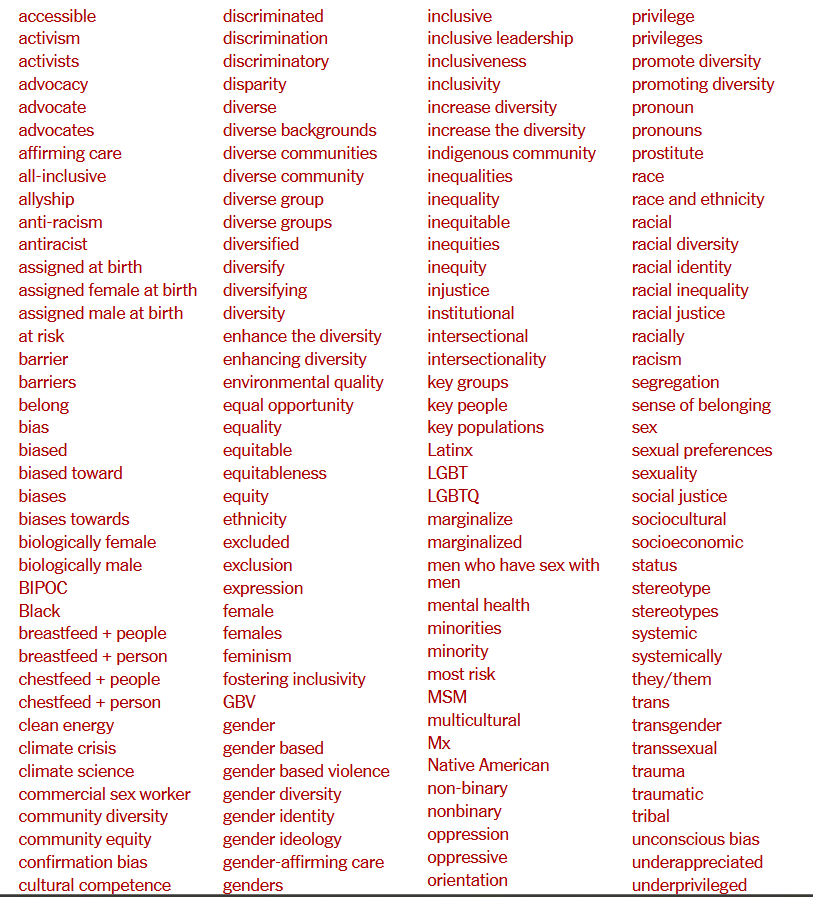 accessible
activism
activists
advocacy
advocate
advocates
affirming care
all-inclusive
allyship
anti-racism
antiracist
assigned at birth
assigned female at birth
assigned male at birth
at risk
barrier
barriers
belong
bias
biased
biased toward
biases
biases towards
biologically female
biologically male
BIPOC
Black
breastfeed + people
breastfeed + person
chestfeed + people
chestfeed + person
clean energy
climate crisis
climate science
commercial sex worker
community diversity
community equity
confirmation bias
cultural competence
discriminated
discrimination
discriminatory
disparity
diverse
diverse backgrounds
diverse communities
diverse community
diverse group
diverse groups
diversified
diversify
diversifying
diversity
enhance the diversity
enhancing diversity
environmental quality
equal opportunity
equality
equitable
equitableness
equity
ethnicity
excluded
exclusion
expression
female
females
feminism
fostering inclusivity
GBV
gender
gender based
gender based violence
gender diversity
gender identity
gender ideology
gender-affirming care
genders
inclusive
inclusive leadership
inclusiveness
inclusivity
increase diversity
increase the diversity
indigenous community
inequalities
inequality
inequitable
inequities
inequity
injustice
institutional
intersectional
intersectionality
key groups
key people
key populations
Latinx
LGBT
LGBTQ
marginalize
marginalized
men who have sex with
men
mental health
minorities
minority
most risk
MSM
multicultural
Mx
Native American
non-binary
nonbinary
oppression
oppressive
orientation
privilege
privileges
promote diversity
promoting diversity
pronoun
pronouns
prostitute
race
race and ethnicity
racial
racial diversity
racial identity
racial inequality
racial justice
racially
racism
segregation
sense of belonging
sex
sexual preferences
sexuality
social justice
sociocultural
socioeconomic
status
stereotype
stereotypes
systemic
systemically
they/them
trans
transgender
transsexual
trauma
traumatic
tribal
unconscious bias
underappreciated
underprivileged